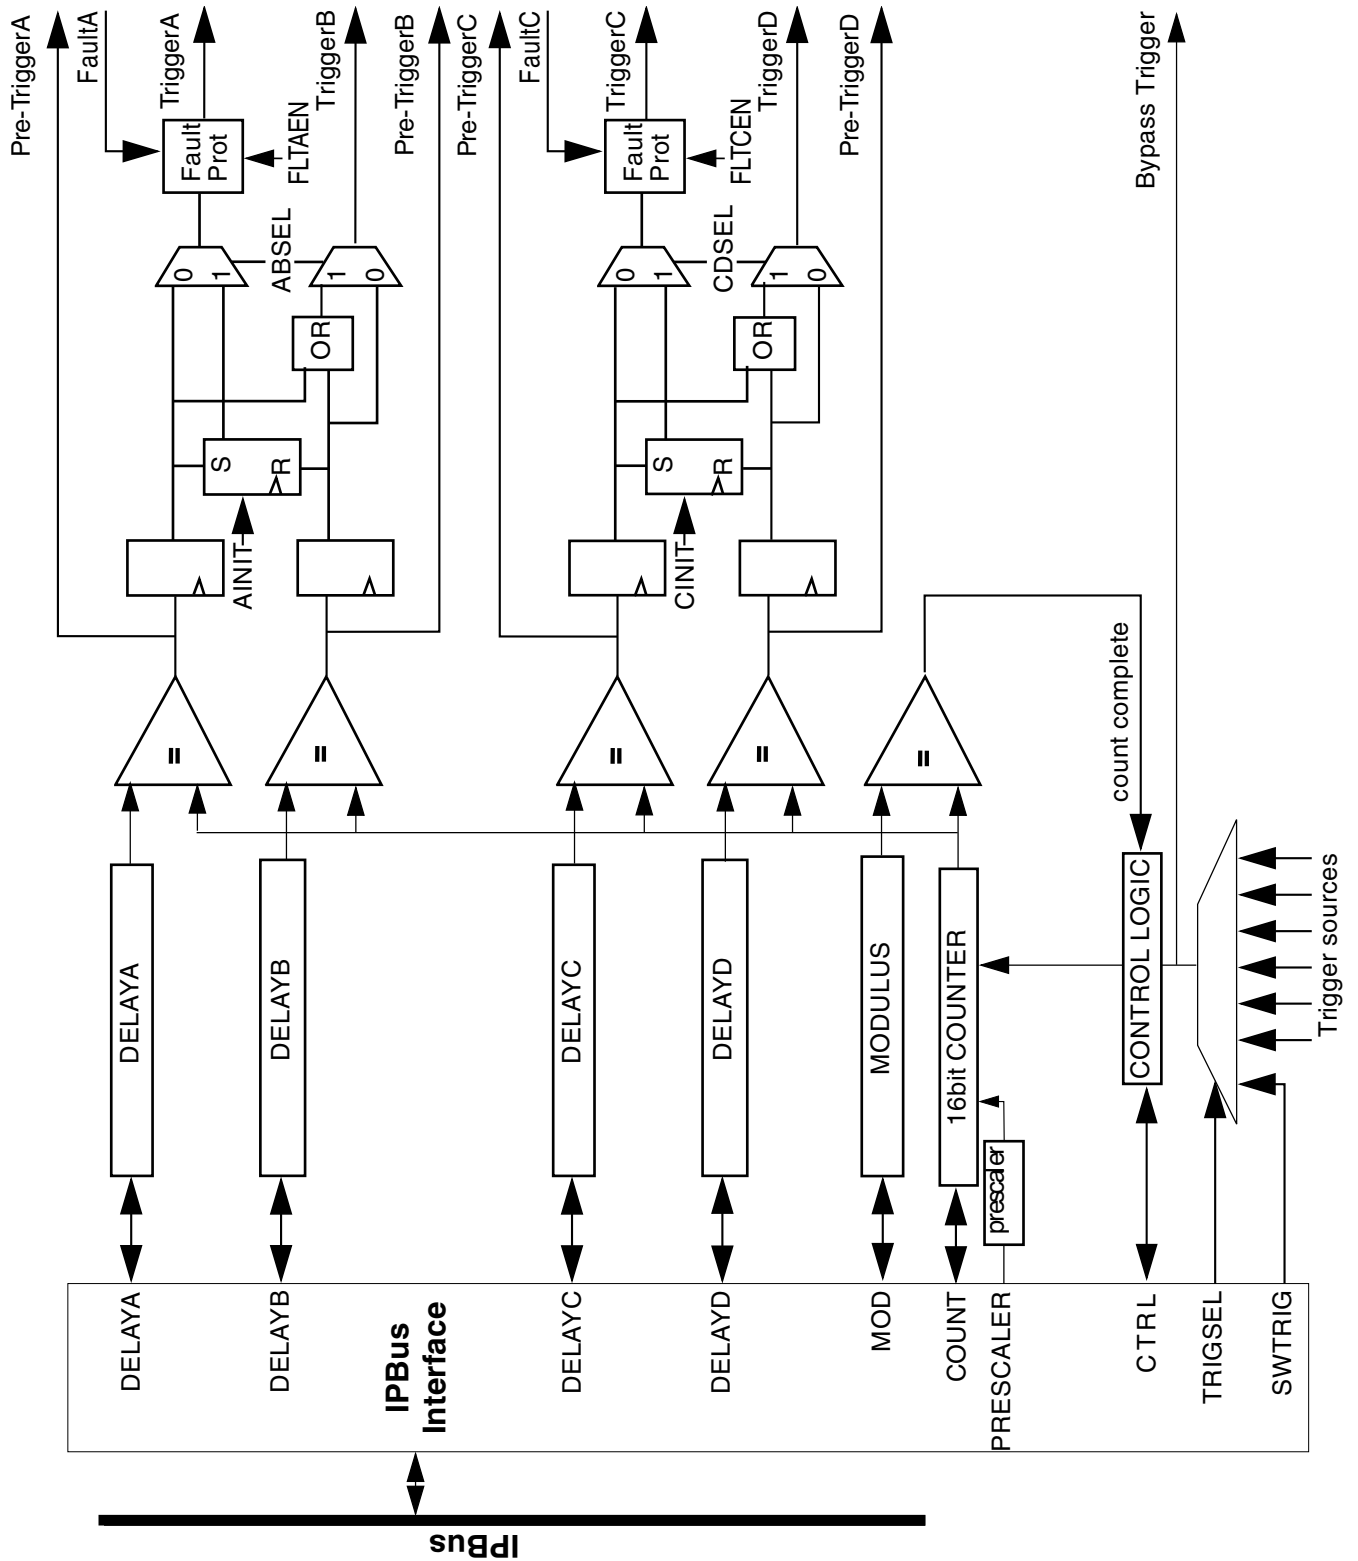 Pre-TriggerA
FaultA
TriggerA
TriggerB
Pre-TriggerB
Pre-TriggerC
FaultC
TriggerC
TriggerD
Pre-TriggerD
Bypass Trigger
Fault
Prot
FLTAEN
Fault
Prot
FLTCEN
0
1
ABSEL
1
0
0
1
CDSEL
1
0
OR
OR
S
R
S
R
AINIT
CINIT
=
=
=
=
=
count complete
DELAYA
DELAYB
DELAYC
DELAYD
MODULUS
16bit COUNTER
CONTROL LOGIC
Trigger sources
prescaler
DELAYA
DELAYB
IPBus
Interface
DELAYC
DELAYD
MOD
COUNT
PRESCALER
CTRL
TRIGSEL
SWTRIG
IPBus